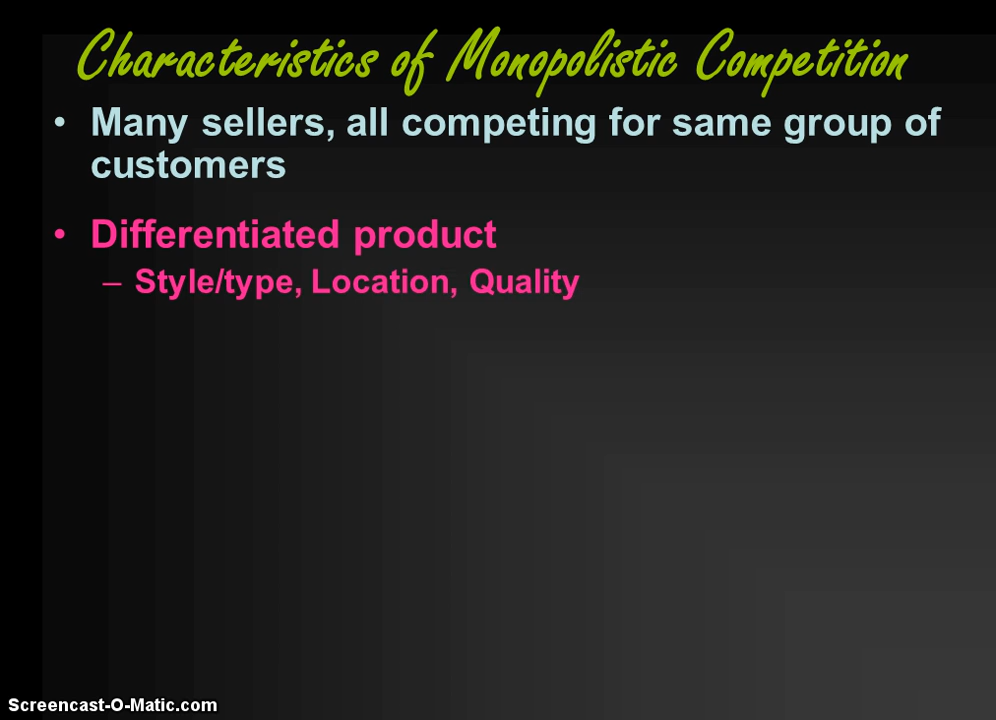 Characteristics of Monopolistic Competition
• Many sellers, all competing for same group of
customers
• Differentiated product
– Style/type, Location, Quality
Screencast-O-Matic.com